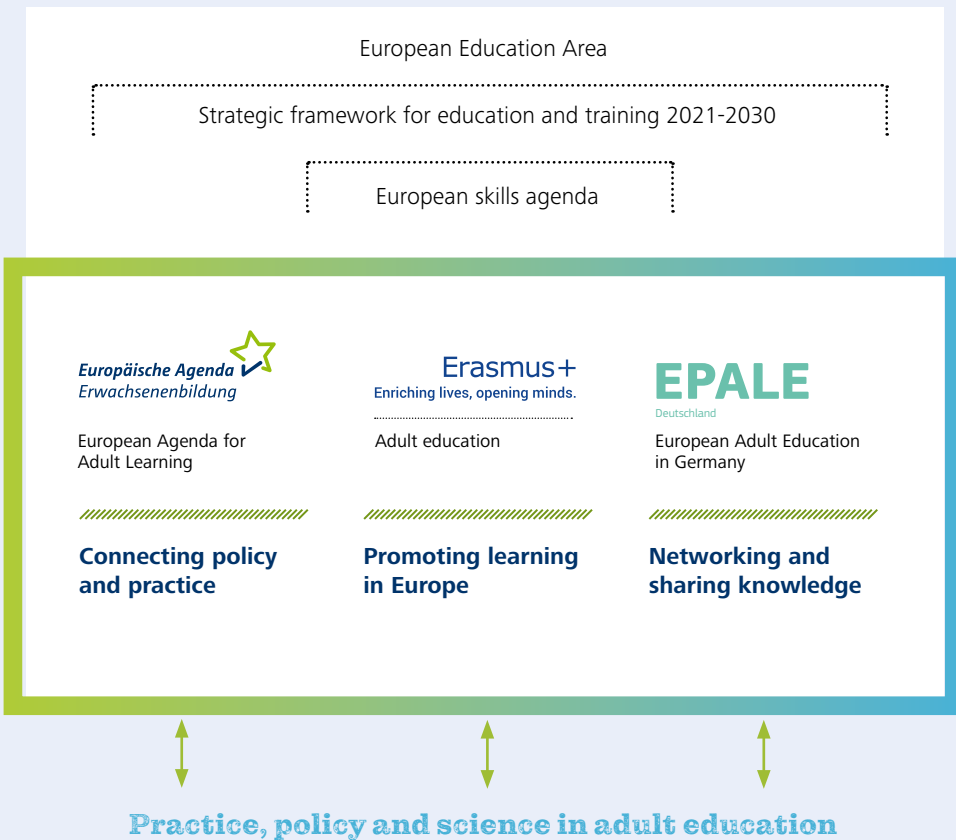 European Education Area
Strategic framework for education and training 2021-2030
European skills agenda
Europäische Agenda
Erwachsenenbildung
European Agenda for
Adult Learning
Connecting policy
and practice
Erasmus+
Enriching lives, opening minds.
Adult education
Promoting learning
in Europe
EPALE
Deutschland
European Adult Education
in Germany
Networking and
sharing knowledge
Practice, policy and science in adult education